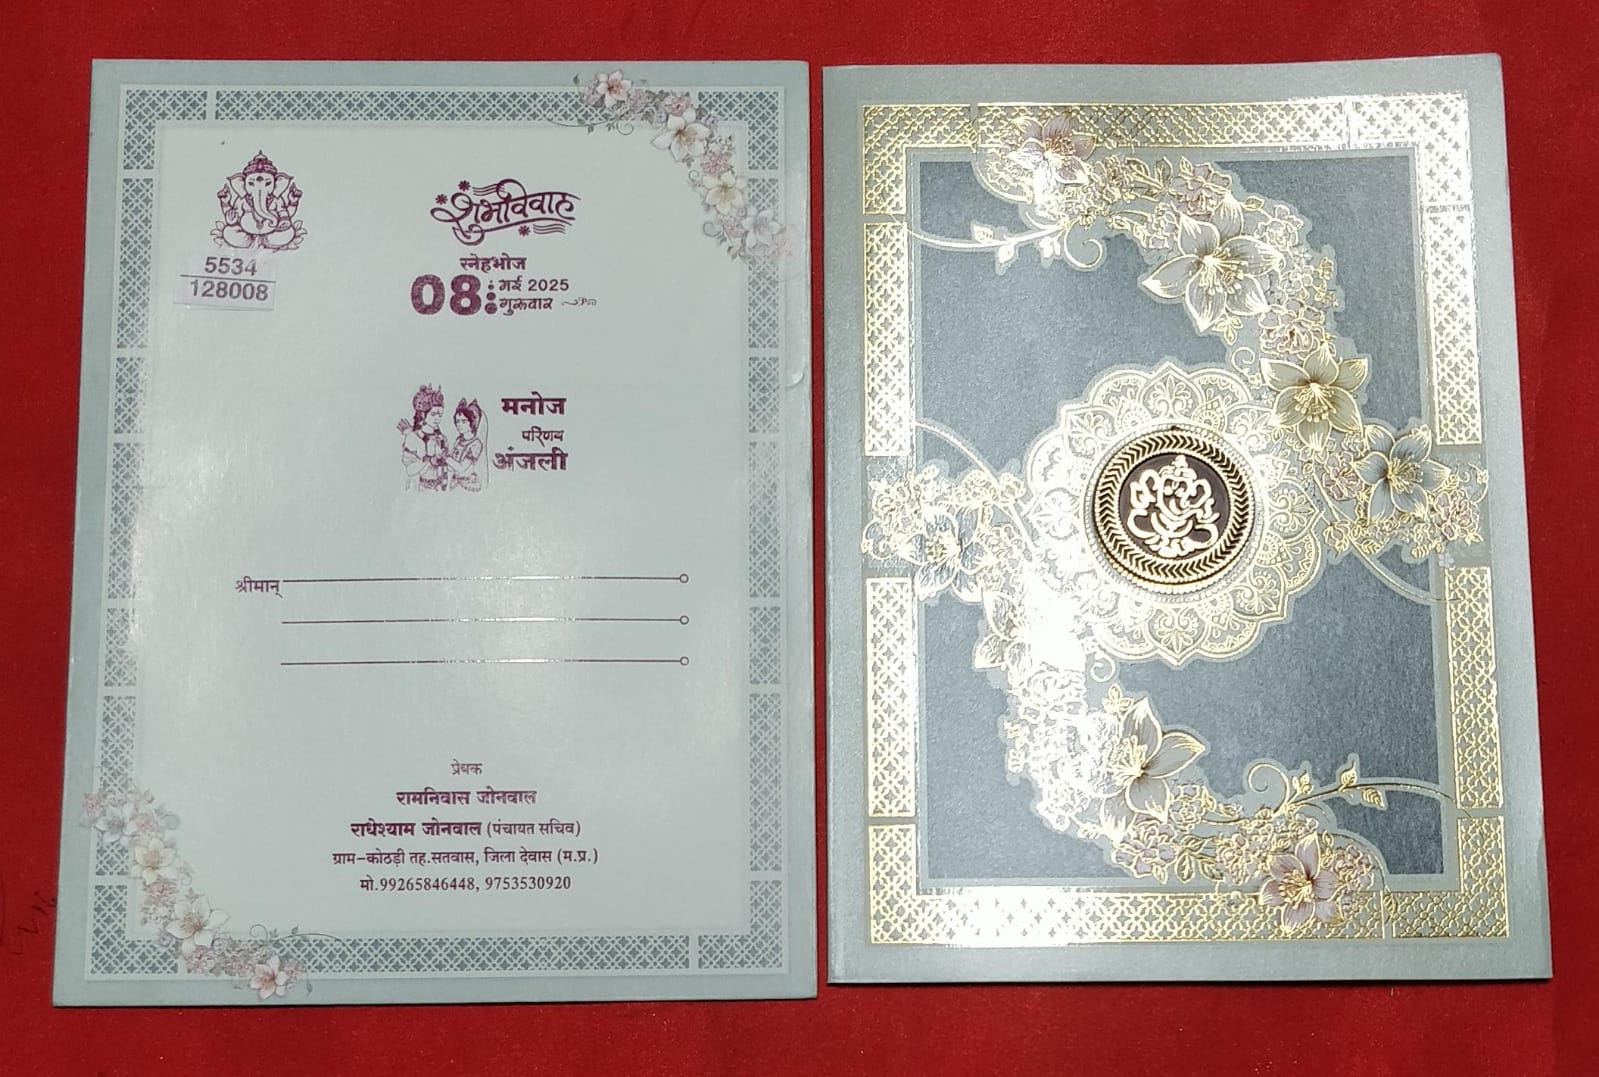 5534
128008
शुभविवाह
स्नेहभोज
08 मई 2025
गुरूवार
मनोज
परिणय
अंजली
श्रीमान्
प्रेषक
रामनिवास जोनवाल
राधेश्याम जोनवाल (पंचायत सचिव)
ग्राम-कोठड़ी तह.सतवास, जिला देवास (म.प्र.)
मो.99265846448, 9753530920